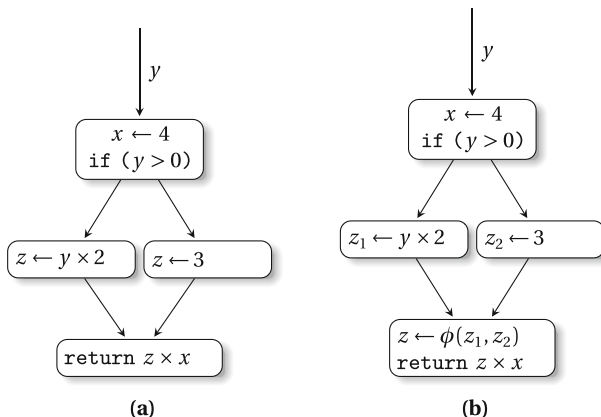 y
x ← 4
if (y > 0)
z ← y × 2
z ← 3
return z × x
(a)
y
x ← 4
if (y > 0)
z₁ ← y × 2
z₂ ← 3
z ← ϕ(z₁, z₂)
return z × x
(b)